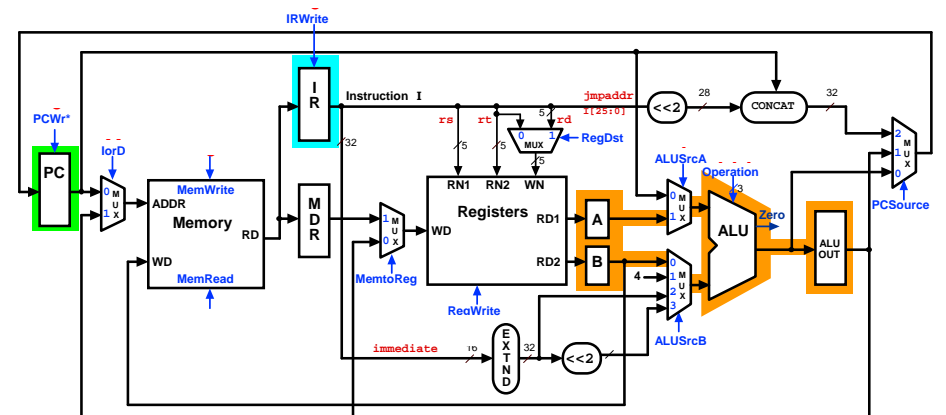 IRWrite
PCWr*
IorD
PC
0
1
M U X
ADDR
MemWrite
Memory
RD
WD
MemRead
I R
Instruction I
32
M D R
1
0
M U X
MemtoReg
WD
rs
rt
rd
5
5
5
5
0 1
MUX
RegDst
RN1 RN2 WN
Registers
RD1
RD2
RegWrite
jmpaddr
I[25:0]
<<2
28
CONCAT
32
A
B
ALUSrcA
0
1
M U X
4
0
1
2
3
M U X
ALUSrcB
Operation
3
ALU
Zero
ALU
OUT
2
1
0
M U X
PCSource
immediate
16
E X T N D
32
<<2